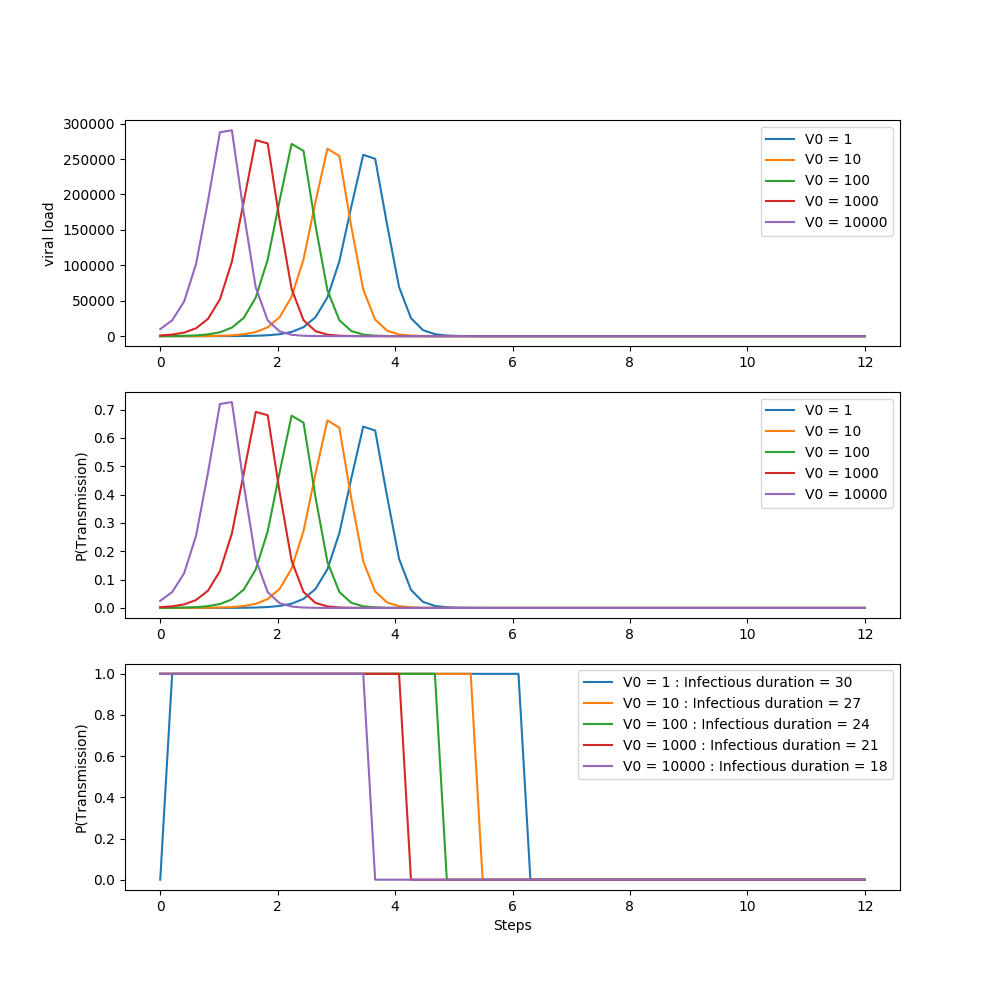 300000
250000
200000
150000
100000
50000
0
viral load
V0 = 1
V0 = 10
V0 = 100
V0 = 1000
V0 = 10000
0 2 4 6 8 10 12
0.7
0.6
0.5
0.4
0.3
0.2
0.1
0.0
P(Transmission)
V0 = 1
V0 = 10
V0 = 100
V0 = 1000
V0 = 10000
0 2 4 6 8 10 12
1.0
0.8
0.6
0.4
0.2
0.0
P(Transmission)
V0 = 1 : Infectious duration = 30
V0 = 10 : Infectious duration = 27
V0 = 100 : Infectious duration = 24
V0 = 1000 : Infectious duration = 21
V0 = 10000 : Infectious duration = 18
0 2 4 6 8 10 12
Steps